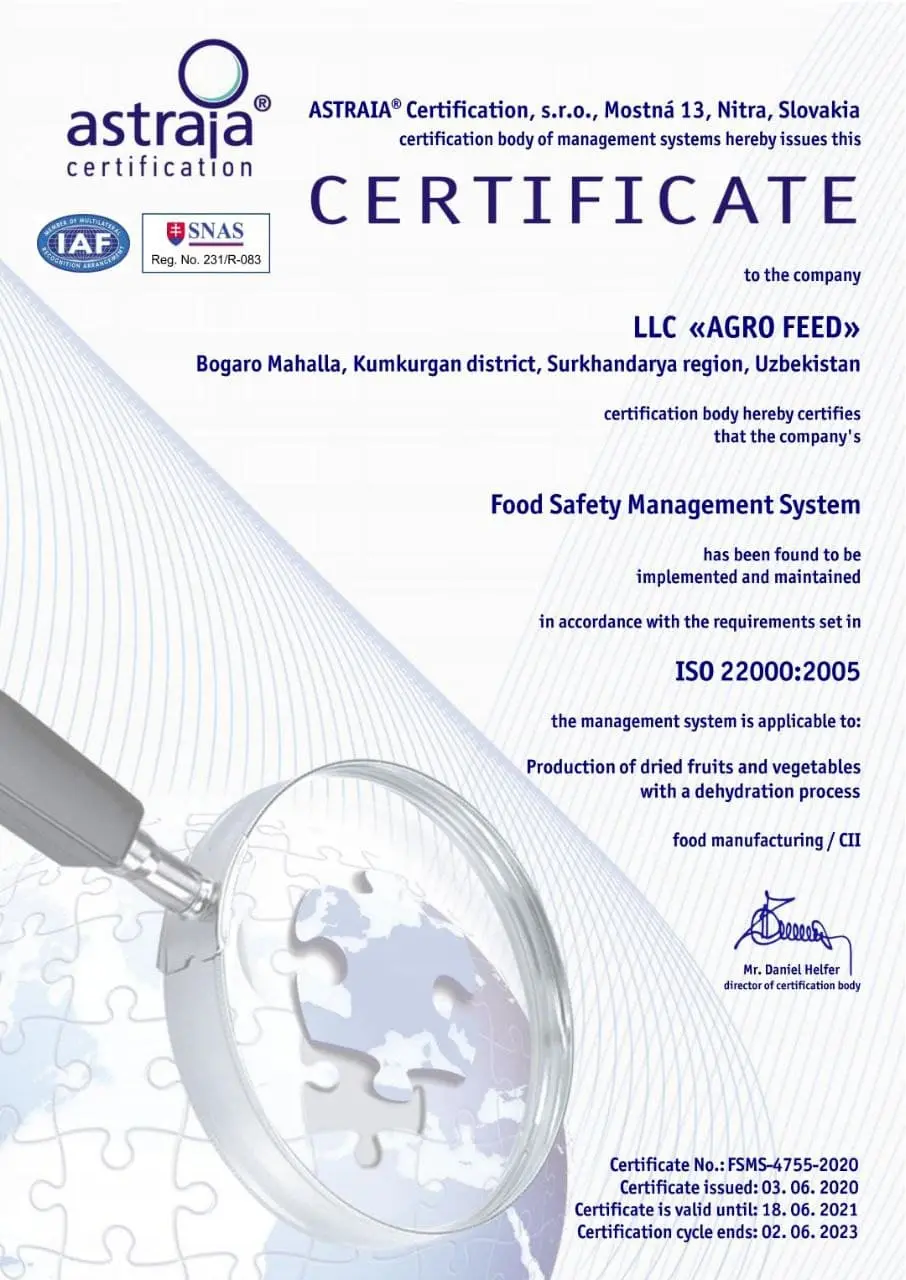 astraia®
certification
MEMBER OF MULTILATERAL
IAF
RECOGNITION ARRANGEMENT
SNAS
Reg. No. 231/R-083
ASTRAIA® Certification, s.r.o., Mostná 13, Nitra, Slovakia
certification body of management systems hereby issues this
CERTIFICATE
to the company
LLC «AGRO FEED»
Bogaro Mahalla, Kumkurgan district, Surkhandarya region, Uzbekistan
certification body hereby certifies
that the company's
Food Safety Management System
has been found to be
implemented and maintained
in accordance with the requirements set in
ISO 22000:2005
the management system is applicable to:
Production of dried fruits and vegetables
with a dehydration process
food manufacturing / CII
Mr. Daniel Helfer
director of certification body
Certificate No.: FSMS-4755-2020
Certificate issued: 03. 06. 2020
Certificate is valid until: 18. 06. 2021
Certification cycle ends: 02. 06. 2023